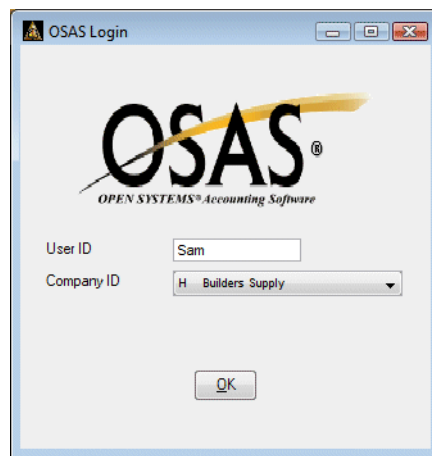 OSAS Login
OSAS®
OPEN SYSTEMS® Accounting Software
User ID Sam
Company ID H Builders Supply
OK